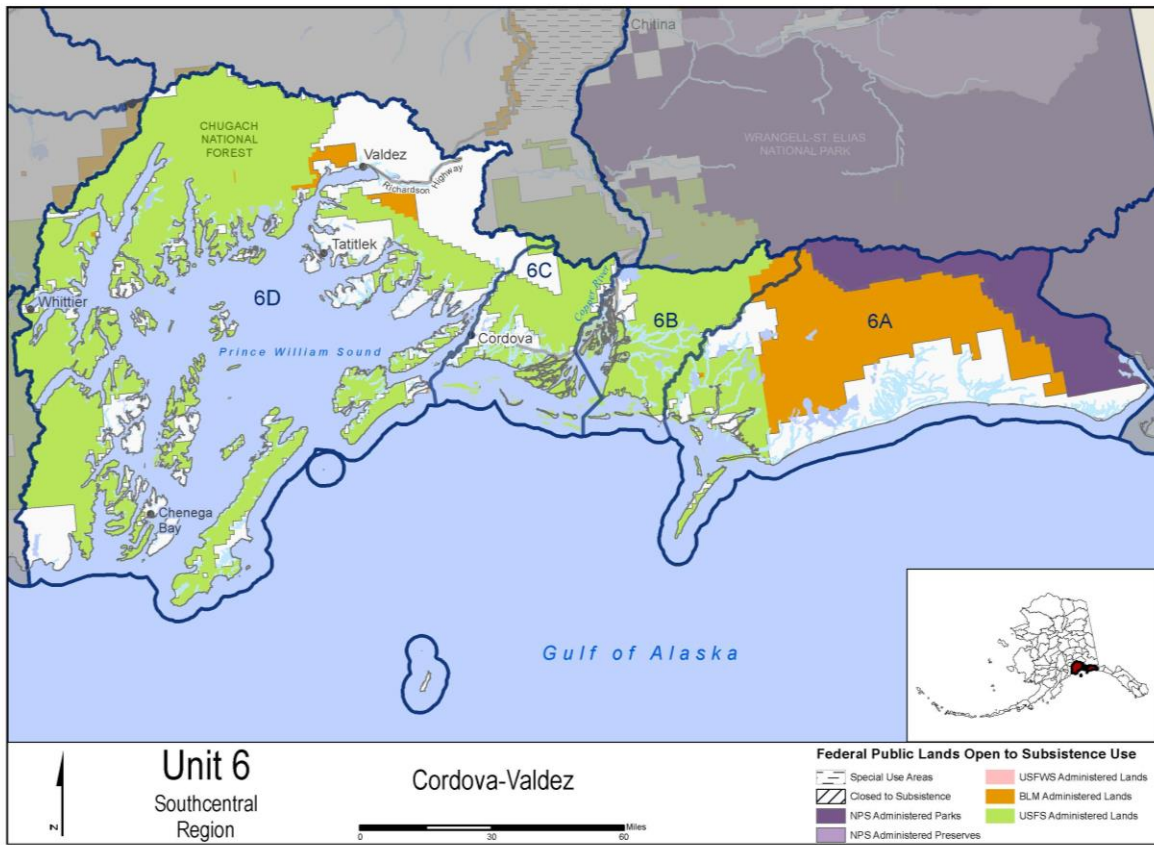 Chitina
CHUGACH
NATIONAL
FOREST
WRANGELL-ST. ELIAS
NATIONAL PARK
Valdez
Richardson Highway
Tatitlek
6C
Copper River
Whittier
6D
6B
6A
Cordova
Prince William Sound
Chenega
Bay
Gulf of Alaska
N
Unit 6
Southcentral
Region
Cordova-Valdez
Miles
0 30 60
Federal Public Lands Open to Subsistence Use
Special Use Areas
Closed to Subsistence
NPS Administered Parks
NPS Administered Preserves
USFWS Administered Lands
BLM Administered Lands
USFS Administered Lands